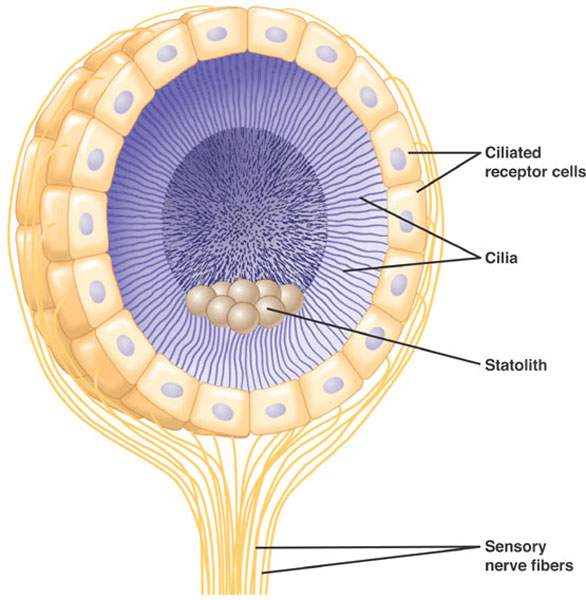 Ciliated
receptor cells
Cilia
Statolith
Sensory
nerve fibers